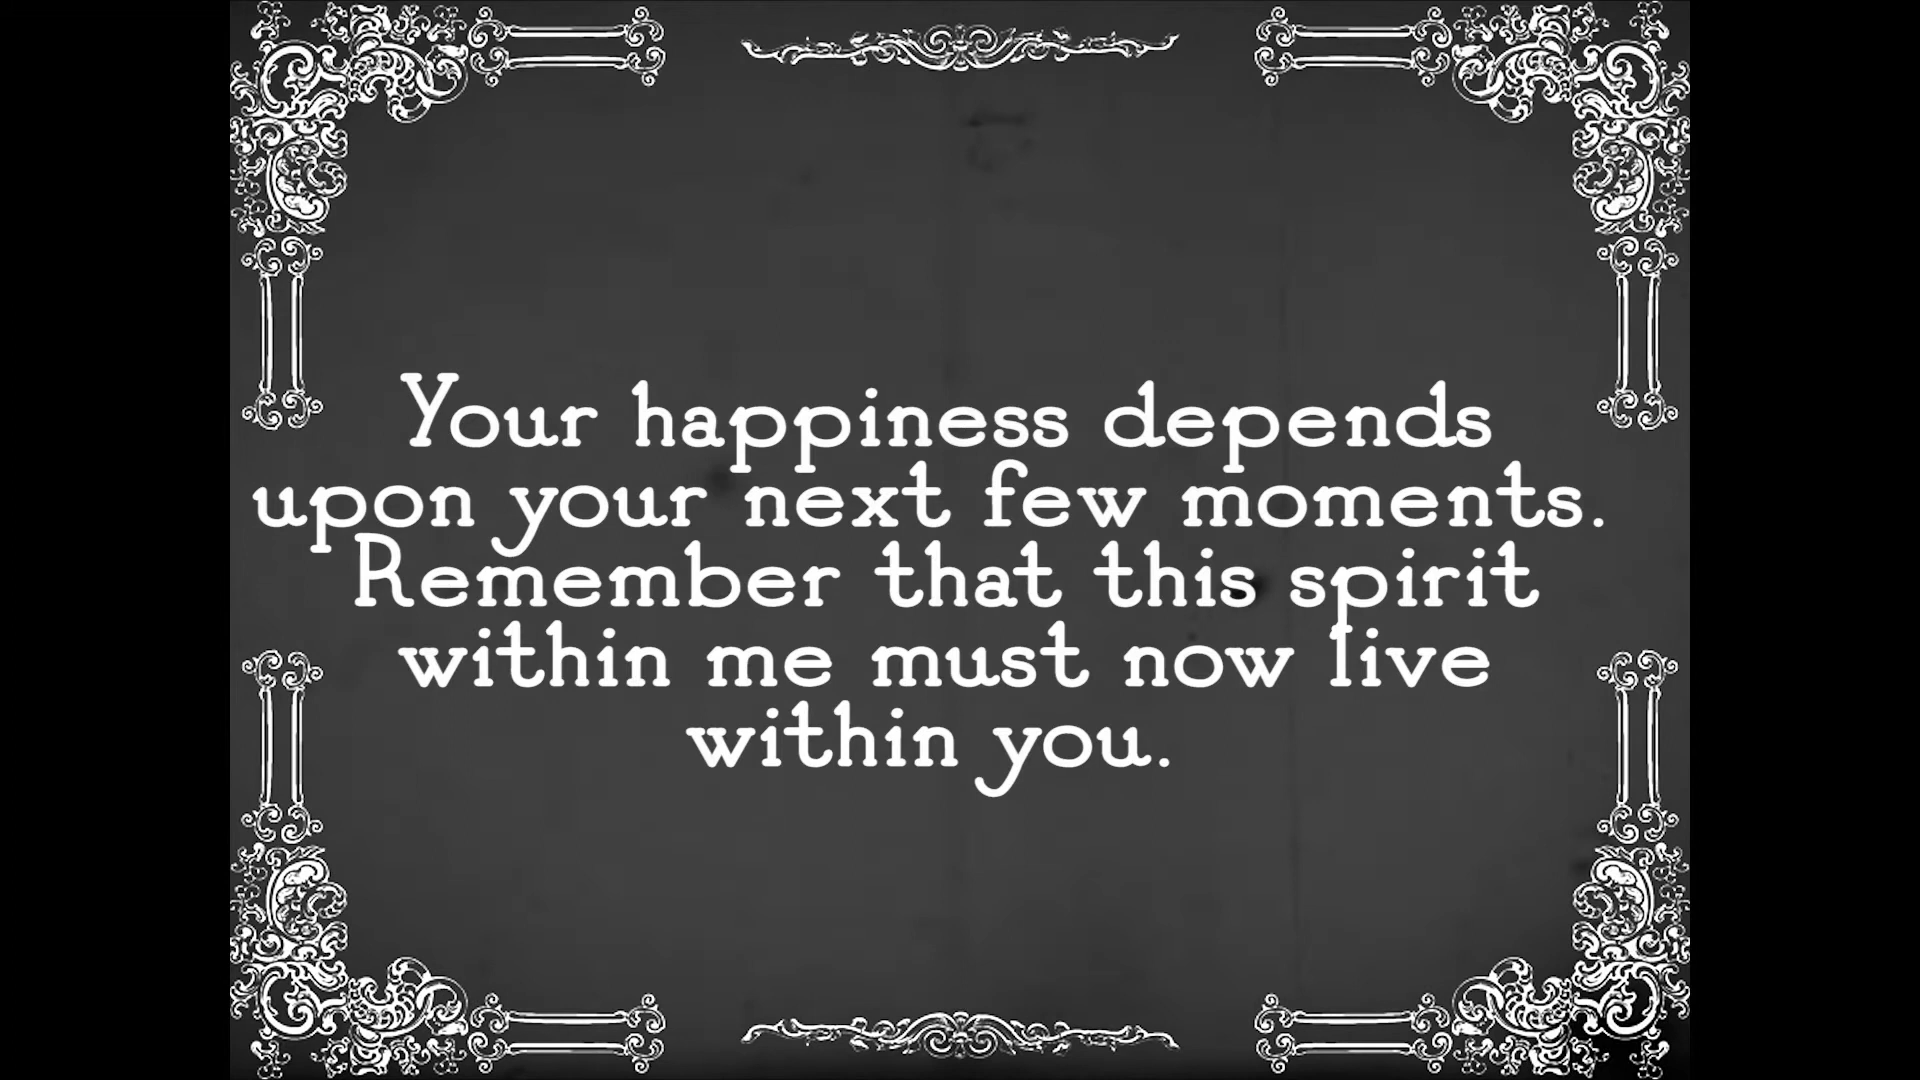 Your happiness depends
upon your next few moments.
Remember that this spirit
within me must now live
within you.